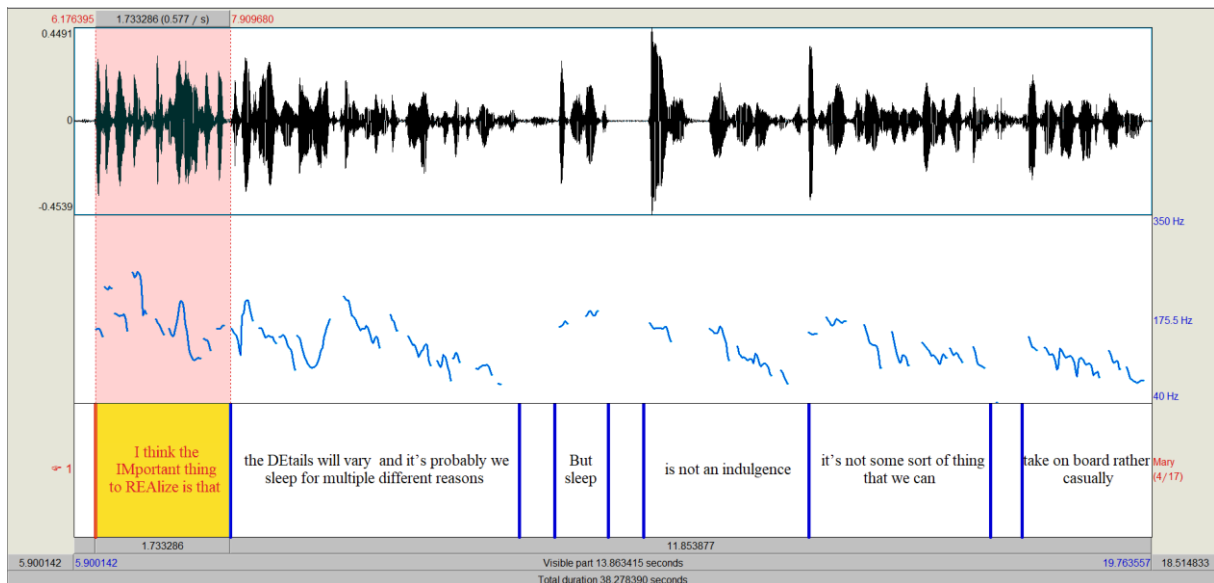 6.176395 1.733286 (0.577 / s) 7.909680
0.4491
0
-0.4539
350 Hz
175.5 Hz
40 Hz
1
I think the
IMportant thing
to REAlize is that
the DEtails will vary and it's probably we
sleep for multiple different reasons
But
sleep
is not an indulgence
it's not some sort of thing
that we can
take on board rather
casually
Mary
(4/17)
1.733286 11.853877
5.900142 5.900142 Visible part 13.863415 seconds 19.763557 18.514833
Total duration 38.278390 seconds